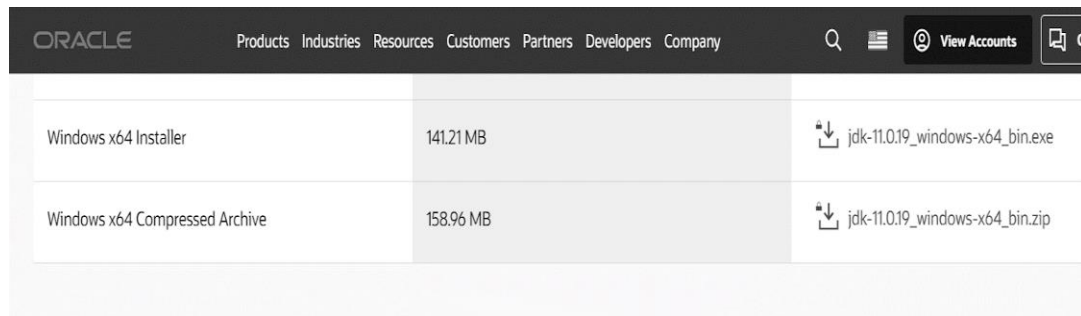 ORACLE Products Industries Resources Customers Partners Developers Company View Accounts
Windows x64 Installer 141.21 MB jdk-11.0.19_windows-x64_bin.exe
Windows x64 Compressed Archive 158.96 MB jdk-11.0.19_windows-x64_bin.zip